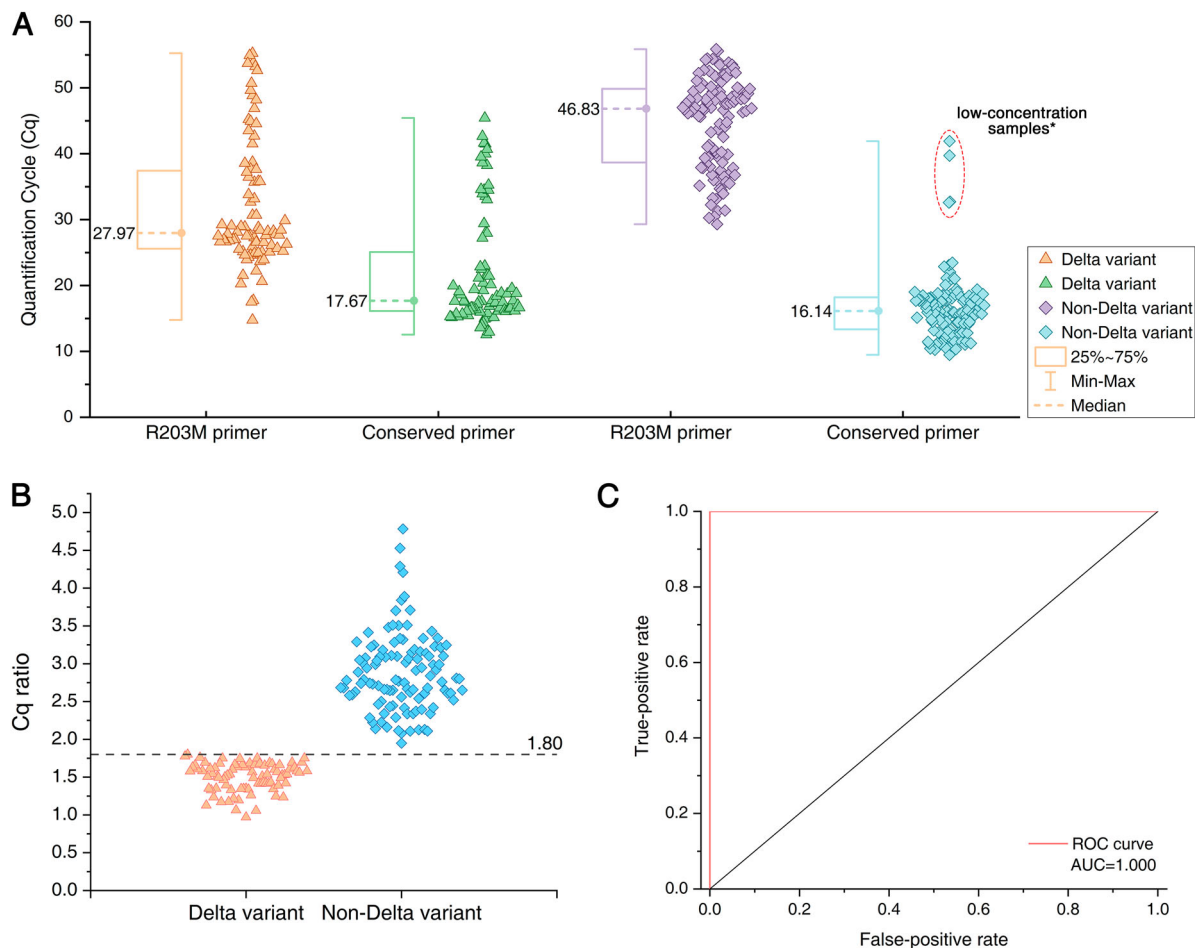 A
60
50
40
30
20
10
0
Quantification Cycle (Cq)
27.97
17.67
46.83
16.14
low-concentration
samples*
Delta variant
Delta variant
Non-Delta variant
Non-Delta variant
25%~75%
Min-Max
Median
R203M primer
Conserved primer
R203M primer
Conserved primer
B
5.0
4.5
4.0
3.5
3.0
2.5
2.0
1.5
1.0
0.5
0.0
Cq ratio
1.80
Delta variant
Non-Delta variant
C
1.0
0.8
0.6
0.4
0.2
0.0
True-positive rate
ROC curve
AUC=1.000
0.0
0.2
0.4
0.6
0.8
1.0
False-positive rate